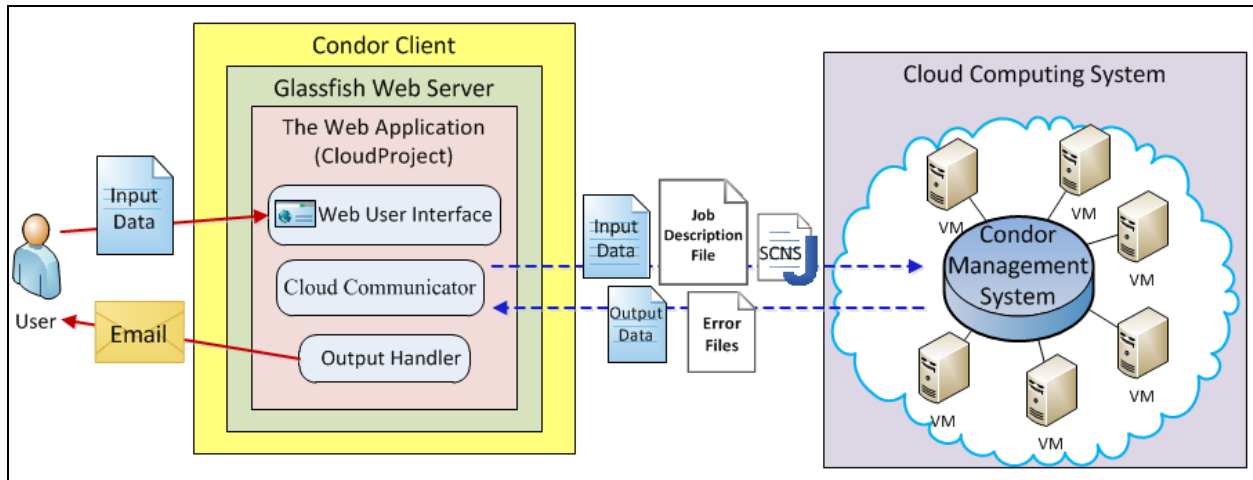 Condor Client
Glassfish Web Server
The Web Application
(CloudProject)
Input
Data
Web User Interface
Cloud Communicator
Output Handler
User
Email
Input
Data
Job
Description
File
SCNS
Output
Data
Error
Files
Cloud Computing System
VM
VM
VM
VM
VM
VM
VM
Condor
Management
System